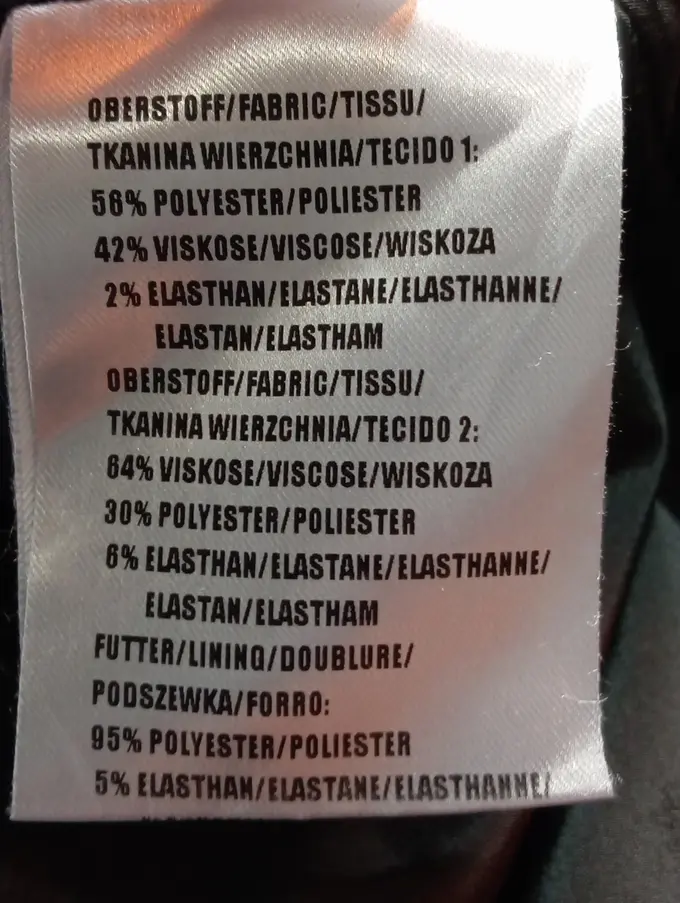 OBERSTOFF/FABRIC/TISSU/
TKANINA WIERZCHNIA/TECIDO 1:
56% POLYESTER/POLIESTER
42% VISKOSE/VISCOSE/WISKOZA
2% ELASTHAN/ELASTANE/ELASTHANNE/
ELASTAN/ELASTHAM
OBERSTOFF/FABRIC/TISSU/
TKANINA WIERZCHNIA/TECIDO 2:
64% VISKOSE/VISCOSE/WISKOZA
30% POLYESTER/POLIESTER
6% ELASTHAN/ELASTANE/ELASTHANNE/
ELASTAN/ELASTHAM
FUTTER/LINING/DOUBLURE/
PODSZEWKA/FORRO:
95% POLYESTER/POLIESTER
5% ELASTHAN/ELASTANE/ELASTHANNE/